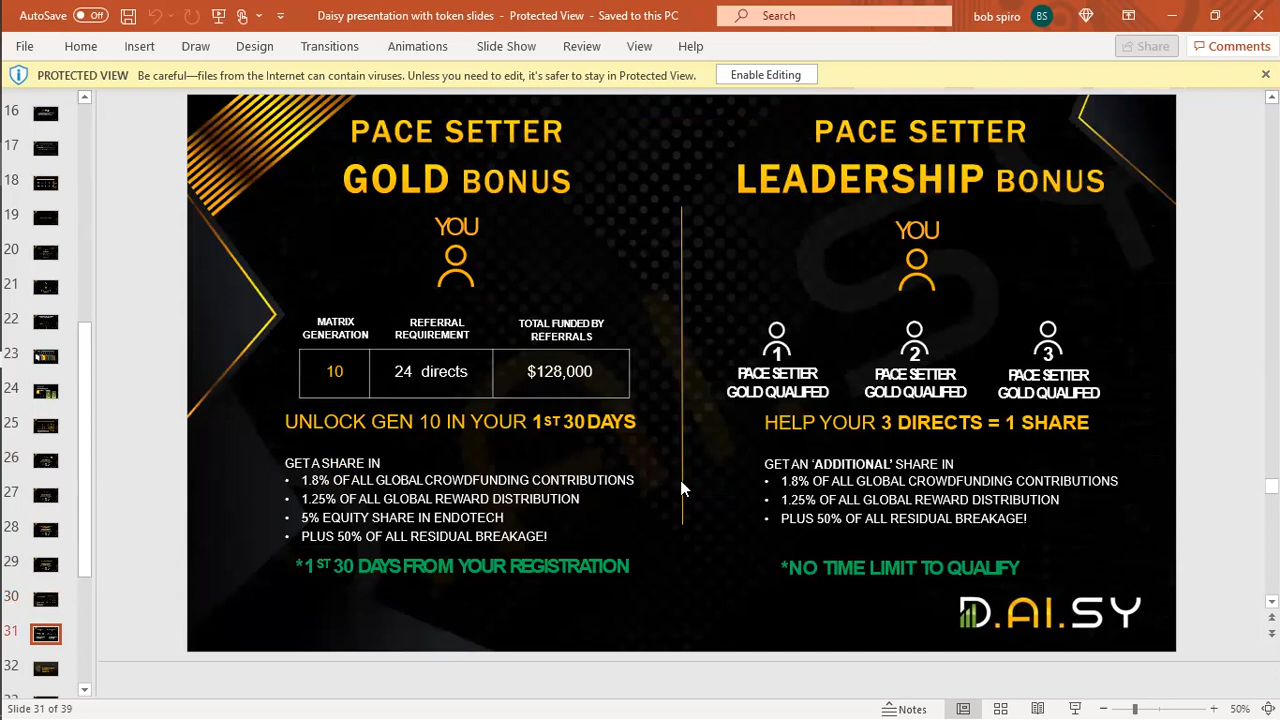 AutoSave Off Daisy presentation with token slides - Protected View - Saved to this PC Search bob spiro BS
File Home Insert Draw Design Transitions Animations Slide Show Review View Help Share Comments
PROTECTED VIEW Be careful—files from the Internet can contain viruses. Unless you need to edit, it's safer to stay in Protected View. Enable Editing
16
17
18
19
20
21
22
23
24
25
26
27
28
29
30
31
32
PACE SETTER
GOLD BONUS
YOU
MATRIX GENERATION REFERRAL REQUIREMENT TOTAL FUNDED BY REFERRALS
10 24 directs $128,000
UNLOCK GEN 10 IN YOUR 1ST 30 DAYS
GET A SHARE IN
• 1.8% OF ALL GLOBAL CROWDFUNDING CONTRIBUTIONS
• 1.25% OF ALL GLOBAL REWARD DISTRIBUTION
• 5% EQUITY SHARE IN ENDOTECH
• PLUS 50% OF ALL RESIDUAL BREAKAGE!
*1ST 30 DAYS FROM YOUR REGISTRATION
PACE SETTER
LEADERSHIP BONUS
YOU
1 2 3
PACE SETTER PACE SETTER PACE SETTER
GOLD QUALIFED GOLD QUALIFED GOLD QUALIFED
HELP YOUR 3 DIRECTS = 1 SHARE
GET AN ‘ADDITIONAL’ SHARE IN
• 1.8% OF ALL GLOBAL CROWDFUNDING CONTRIBUTIONS
• 1.25% OF ALL GLOBAL REWARD DISTRIBUTION
• PLUS 50% OF ALL RESIDUAL BREAKAGE!
*NO TIME LIMIT TO QUALIFY
D.AI.SY
Slide 31 of 39 Notes 50%